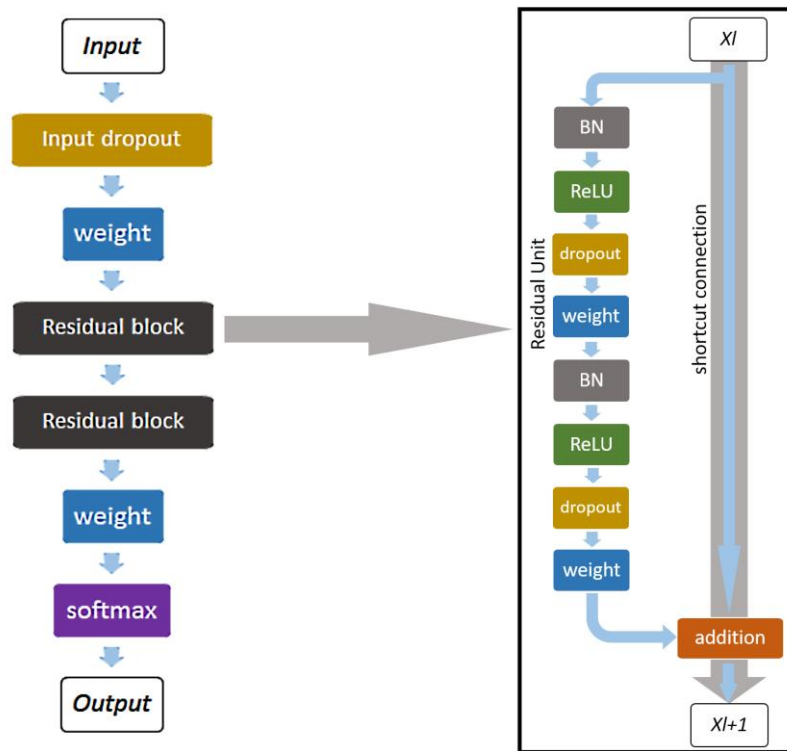 Input
Input dropout
weight
Residual block
Residual block
weight
softmax
Output
Xl
BN
ReLU
dropout
weight
BN
ReLU
dropout
weight
Residual Unit
shortcut connection
addition
Xl+1